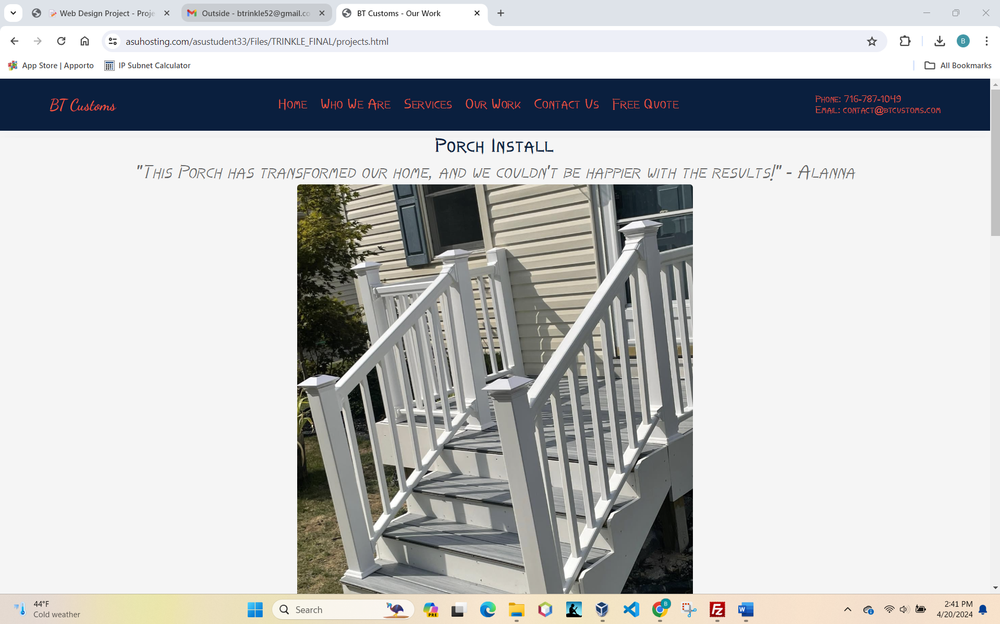 Web Design Project - Proje
Outside - btrinkle52@gmail.co
BT Customs - Our Work
asuhosting.com/asustudent33/Files/TRINKLE_FINAL/projects.html
B
App Store | Apporto
IP Subnet Calculator
All Bookmarks
BT Customs
Home
Who We Are
Services
Our Work
Contact Us
Free Quote
Phone: 716-787-1049
Email: contact@btcustoms.com
Porch Install
"This Porch has transformed our home, and we couldn't be happier with the results!" - Alanna
44°F
Cold weather
Search
PRE
B
Fz
W
2:41 PM
4/20/2024